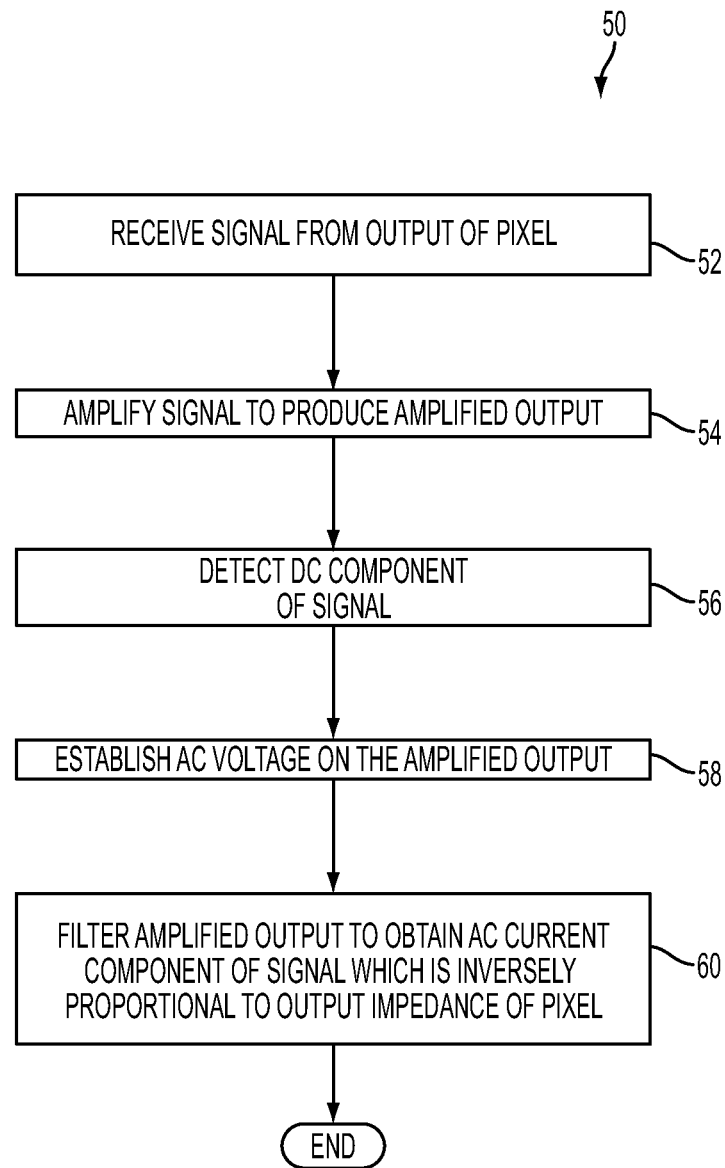 50
RECEIVE SIGNAL FROM OUTPUT OF PIXEL
52
AMPLIFY SIGNAL TO PRODUCE AMPLIFIED OUTPUT
54
DETECT DC COMPONENT
OF SIGNAL
56
ESTABLISH AC VOLTAGE ON THE AMPLIFIED OUTPUT
58
FILTER AMPLIFIED OUTPUT TO OBTAIN AC CURRENT
COMPONENT OF SIGNAL WHICH IS INVERSELY
PROPORTIONAL TO OUTPUT IMPEDANCE OF PIXEL
60
END